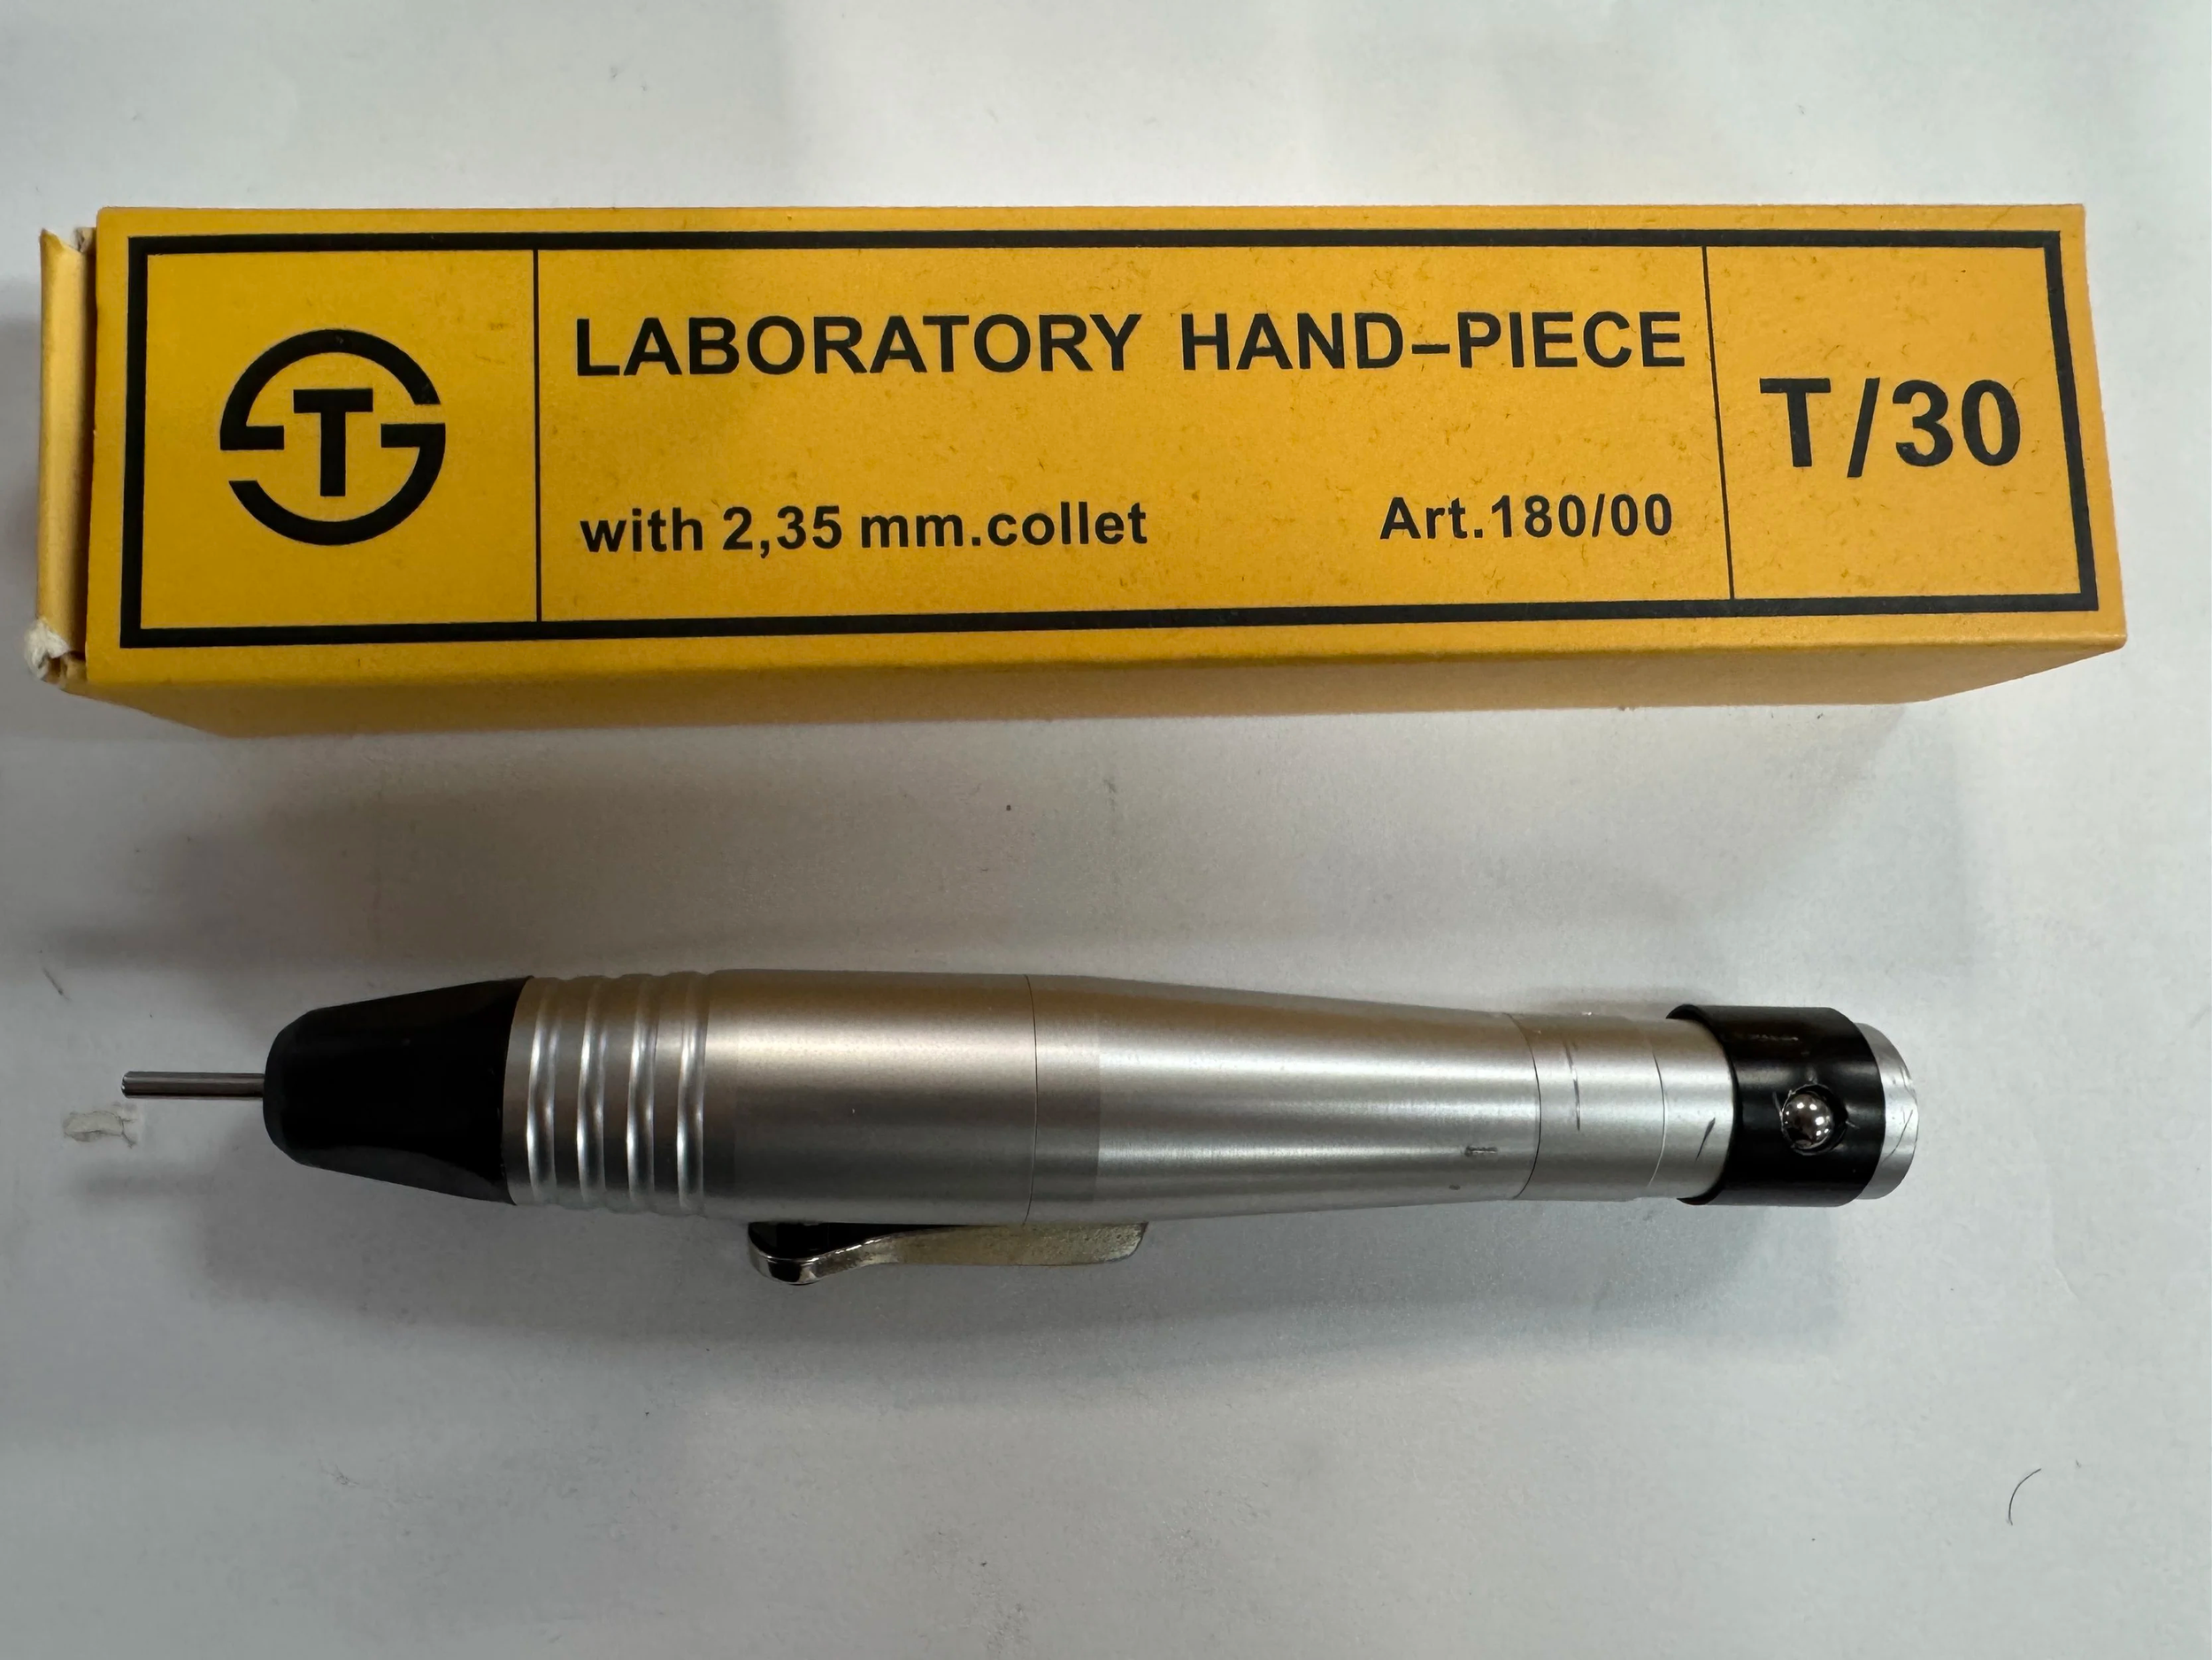 T
LABORATORY HAND-PIECE
with 2,35 mm.collet
Art.180/00
T/30